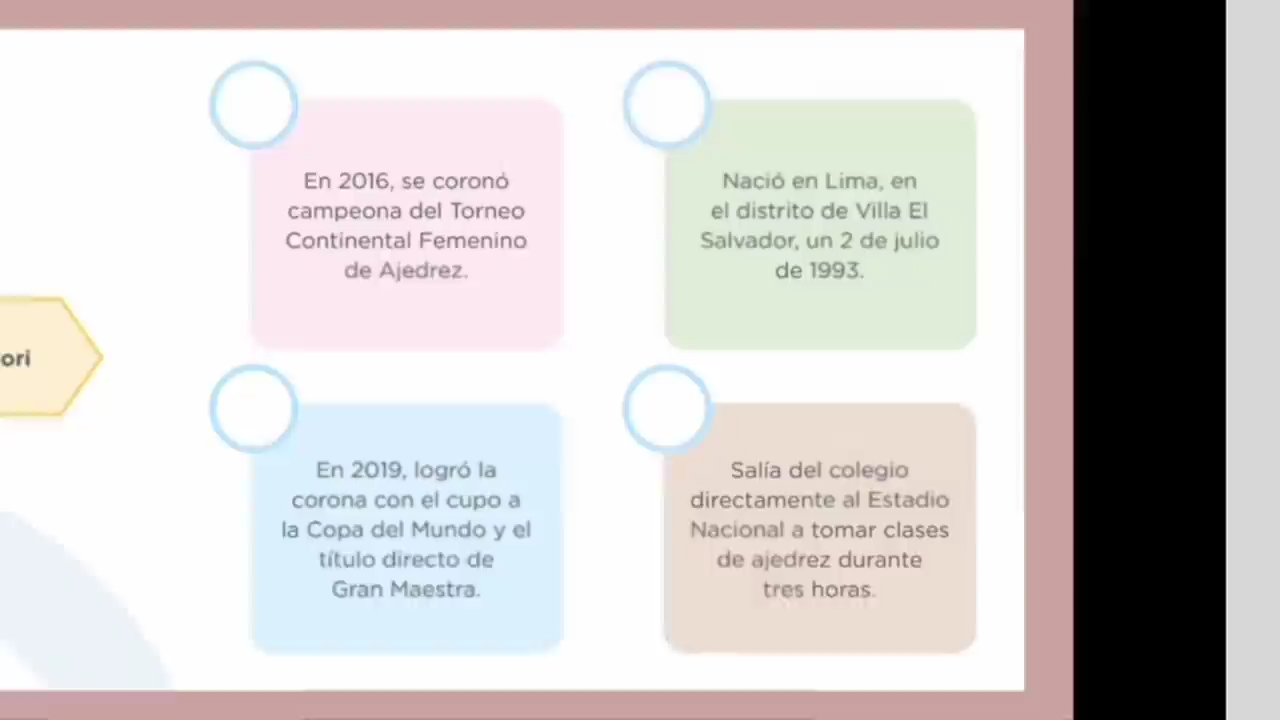 En 2016, se coronó
campeona del Torneo
Continental Femenino
de Ajedrez.
Nació en Lima, en
el distrito de Villa El
Salvador, un 2 de julio
de 1993.
ori
En 2019, logró la
corona con el cupo a
la Copa del Mundo y el
título directo de
Gran Maestra.
Salía del colegio
directamente al Estadio
Nacional a tomar clases
de ajedrez durante
tres horas.